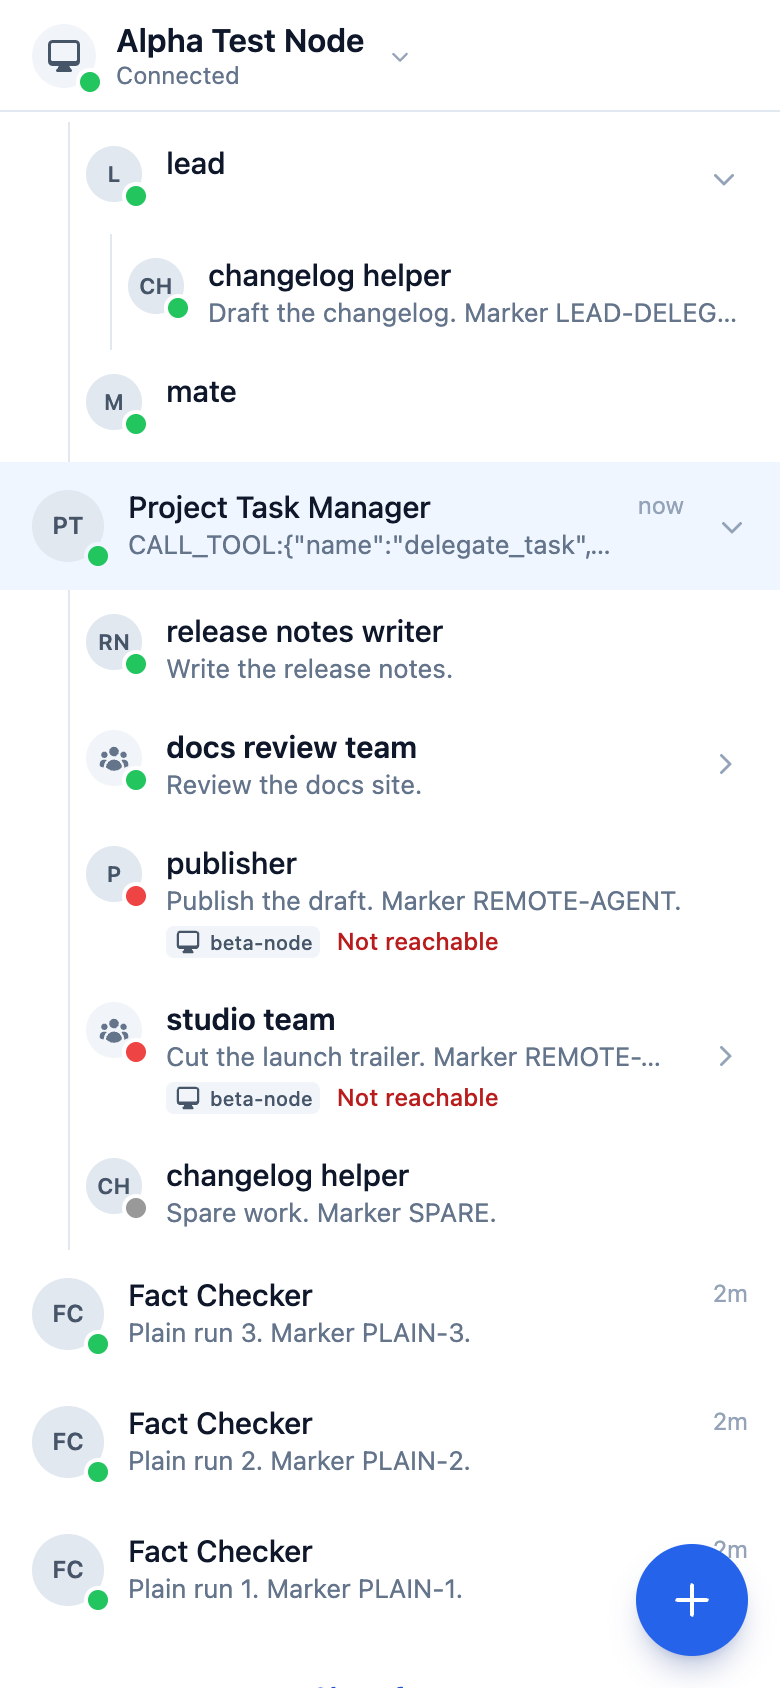 Alpha Test Node
Connected
L
lead
CH
changelog helper
Draft the changelog. Marker LEAD-DELEG...
M
mate
PT
Project Task Manager
now
CALL_TOOL:{"name":"delegate_task",...
RN
release notes writer
Write the release notes.
docs review team
Review the docs site.
P
publisher
Publish the draft. Marker REMOTE-AGENT.
beta-node Not reachable
studio team
Cut the launch trailer. Marker REMOTE-...
beta-node Not reachable
CH
changelog helper
Spare work. Marker SPARE.
FC
Fact Checker
2m
Plain run 3. Marker PLAIN-3.
FC
Fact Checker
2m
Plain run 2. Marker PLAIN-2.
FC
Fact Checker
2m
Plain run 1. Marker PLAIN-1.